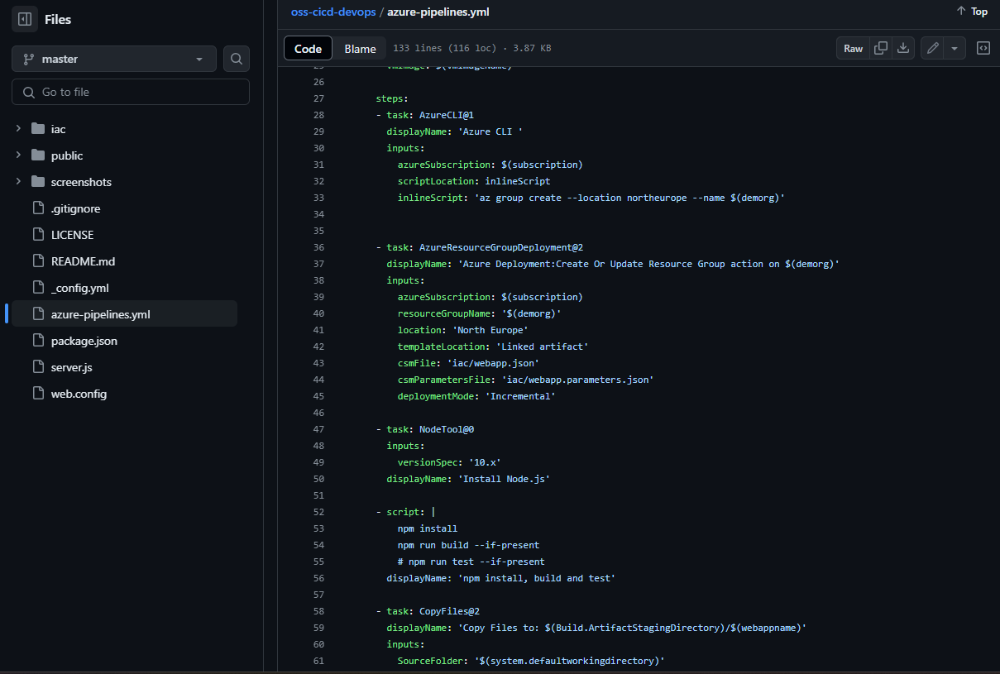 Files
master
Go to file
iac
public
screenshots
.gitignore
LICENSE
README.md
_config.yml
azure-pipelines.yml
package.json
server.js
web.config
oss-cicd-devops / azure-pipelines.yml
Top
Code Blame 133 lines (116 loc) · 3.87 KB
Raw
25 vmImage: $(vmImageName)
26
27 steps:
28 - task: AzureCLI@1
29 displayName: 'Azure CLI '
30 inputs:
31 azureSubscription: $(subscription)
32 scriptLocation: inlineScript
33 inlineScript: 'az group create --location northeurope --name $(demorg)'
34
35
36 - task: AzureResourceGroupDeployment@2
37 displayName: 'Azure Deployment:Create Or Update Resource Group action on $(demorg)'
38 inputs:
39 azureSubscription: $(subscription)
40 resourceGroupName: '$(demorg)'
41 location: 'North Europe'
42 templateLocation: 'Linked artifact'
43 csmFile: 'iac/webapp.json'
44 csmParametersFile: 'iac/webapp.parameters.json'
45 deploymentMode: 'Incremental'
46
47 - task: NodeTool@0
48 inputs:
49 versionSpec: '10.x'
50 displayName: 'Install Node.js'
51
52 - script: |
53 npm install
54 npm run build --if-present
55 # npm run test --if-present
56 displayName: 'npm install, build and test'
57
58 - task: CopyFiles@2
59 displayName: 'Copy Files to: $(Build.ArtifactStagingDirectory)/$(webappname)'
60 inputs:
61 SourceFolder: '$(system.defaultworkingdirectory)'